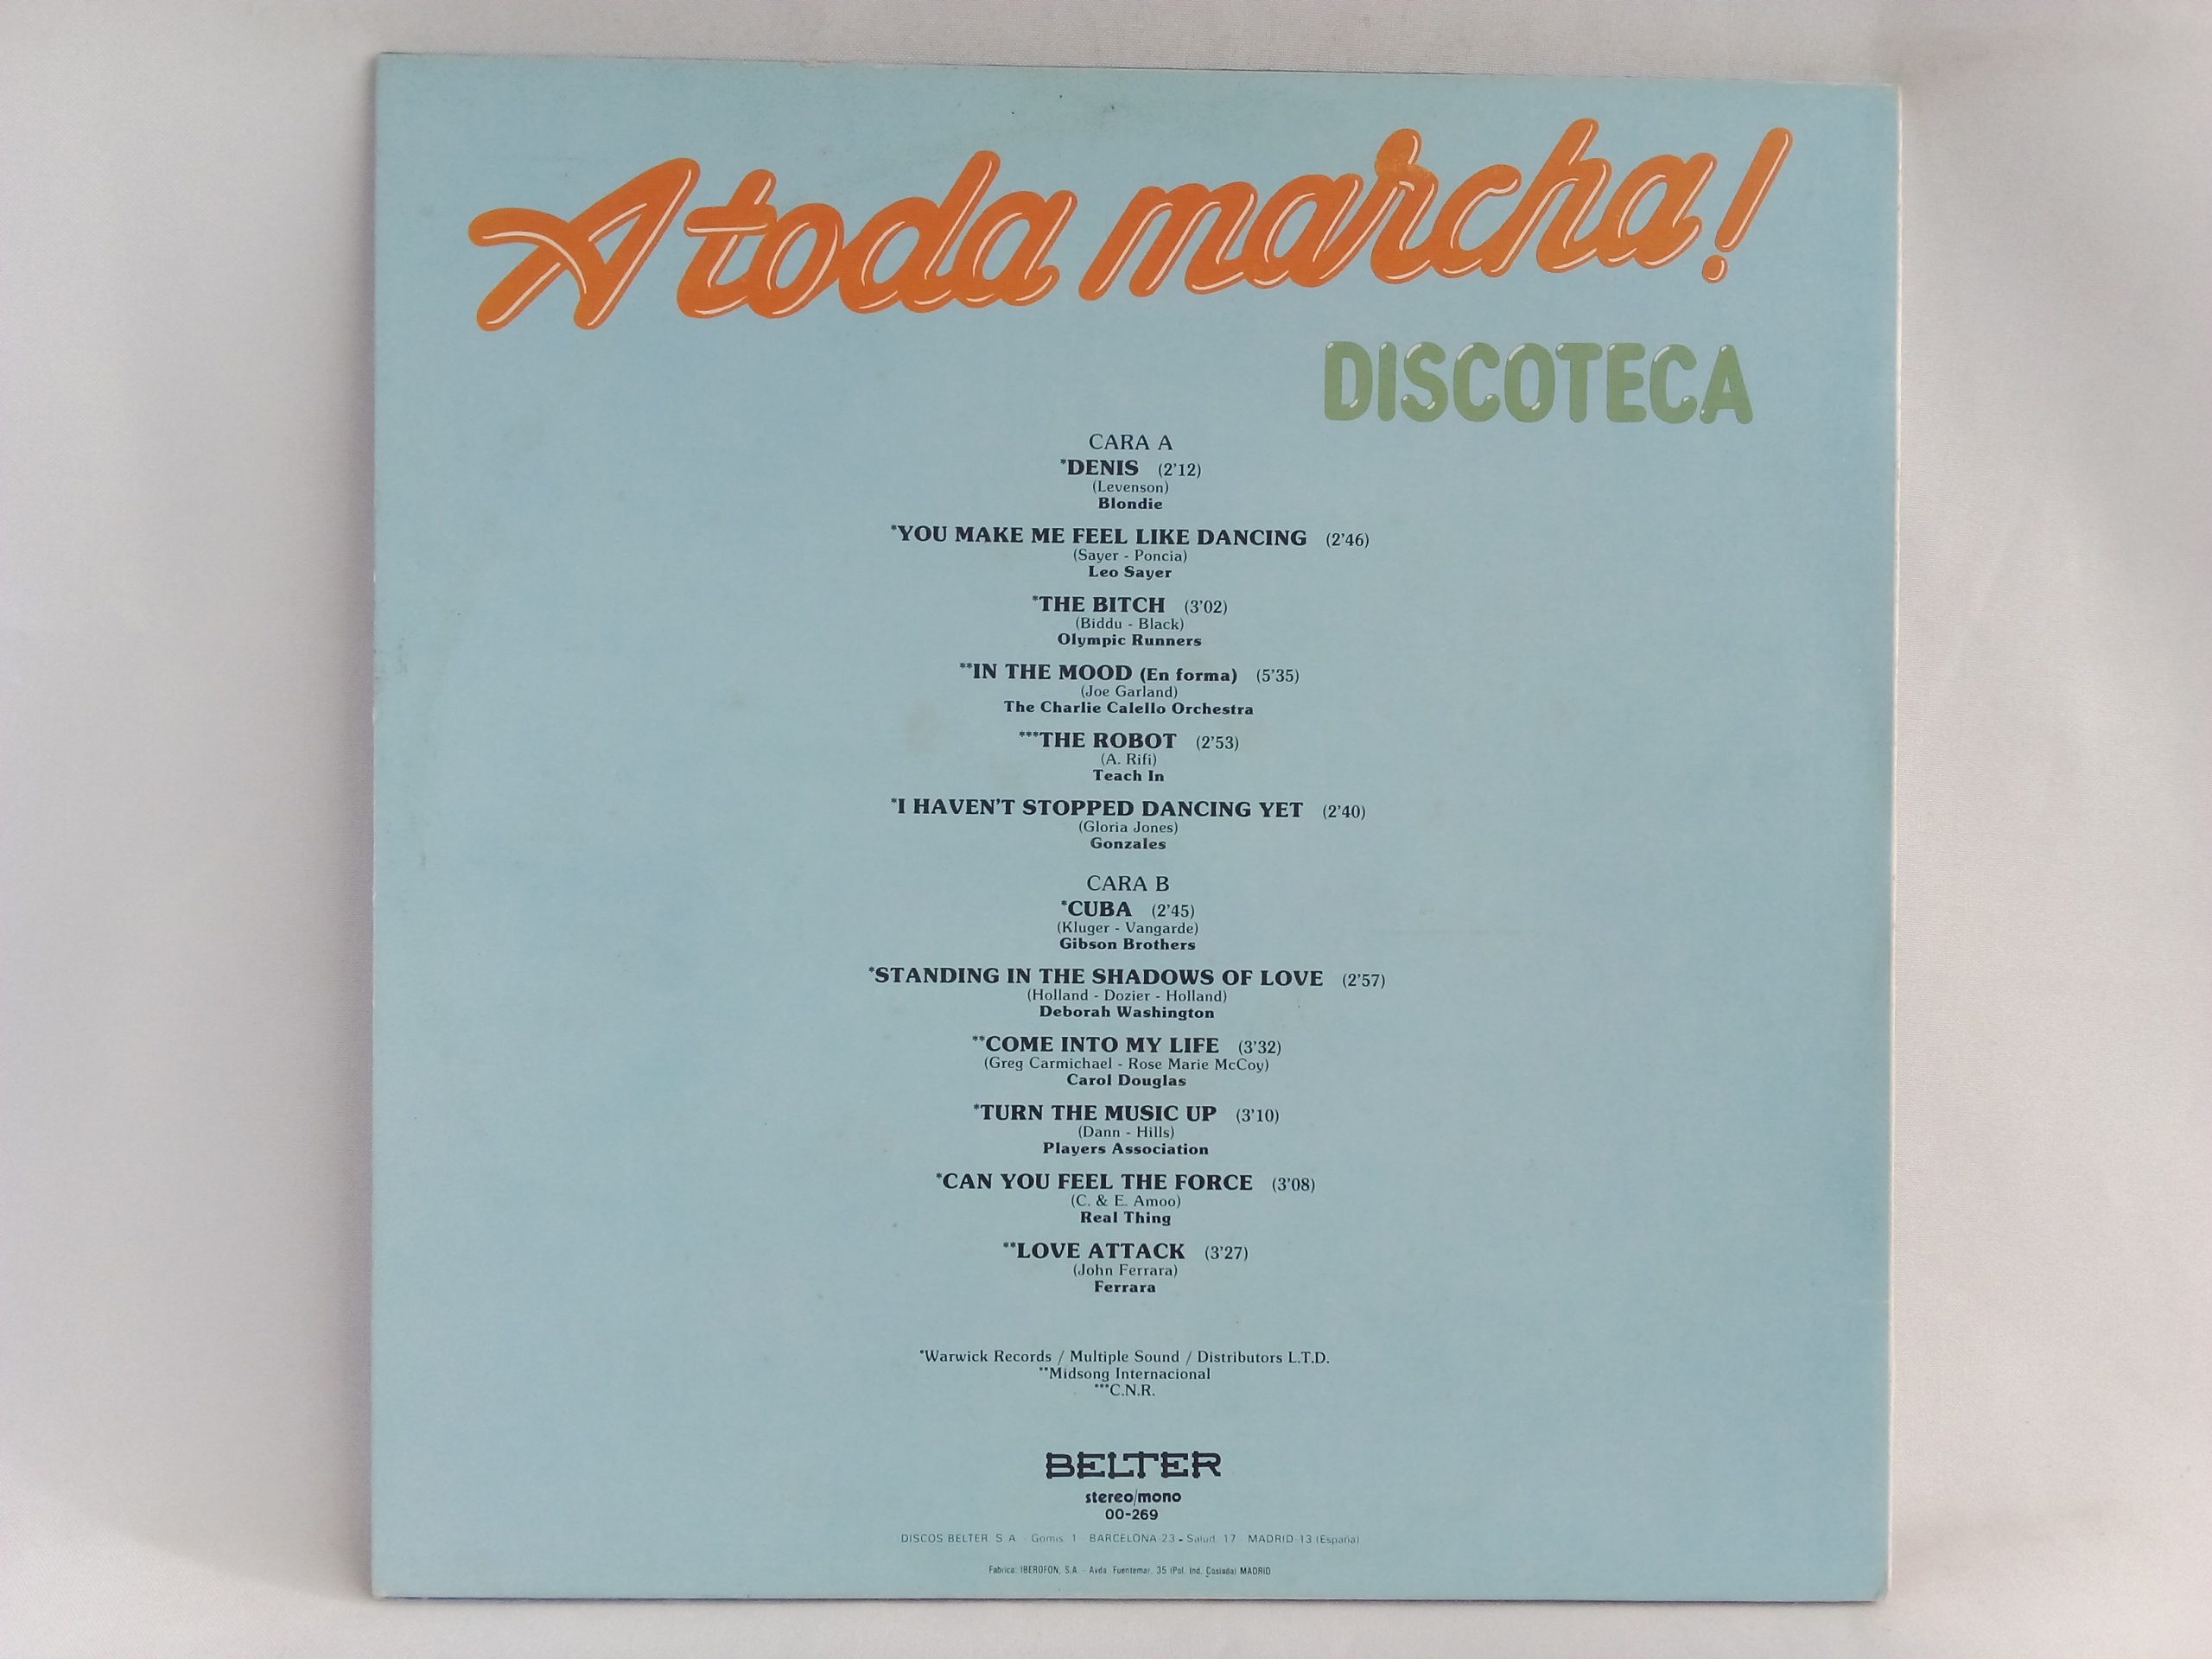 A toda marcha!
DISCOTECA
CARA A
*DENIS (2'12)
(Levenson)
Blondie
*YOU MAKE ME FEEL LIKE DANCING (2'46)
(Sayer - Poncia)
Leo Sayer
*THE BITCH (3'02)
(Biddu - Black)
Olympic Runners
**IN THE MOOD (En forma) (5'35)
(Joe Garland)
The Charlie Calello Orchestra
***THE ROBOT (2'53)
(A. Rifi)
Teach In
*I HAVEN'T STOPPED DANCING YET (2'40)
(Gloria Jones)
Gonzales
CARA B
*CUBA (2'45)
(Kluger - Vangarde)
Gibson Brothers
*STANDING IN THE SHADOWS OF LOVE (2'57)
(Holland - Dozier - Holland)
Deborah Washington
**COME INTO MY LIFE (3'32)
(Greg Carmichael - Rose Marie McCoy)
Carol Douglas
*TURN THE MUSIC UP (3'10)
(Dann - Hills)
Players Association
*CAN YOU FEEL THE FORCE (3'08)
(C. & E. Amoo)
Real Thing
**LOVE ATTACK (3'27)
(John Ferrara)
Ferrara
*Warwick Records / Multiple Sound / Distributors L.T.D.
**Midsong Internacional
***C.N.R.
BELTER
stereo/mono
00-269
DISCOS BELTER, S.A. - Gomis, 1 BARCELONA-23 - Salud, 17 MADRID-13 (España)
Fabrica: IBEROFON, S.A. - Avda. Fuentemar, 35 (Pol. Ind. Coslada) MADRID